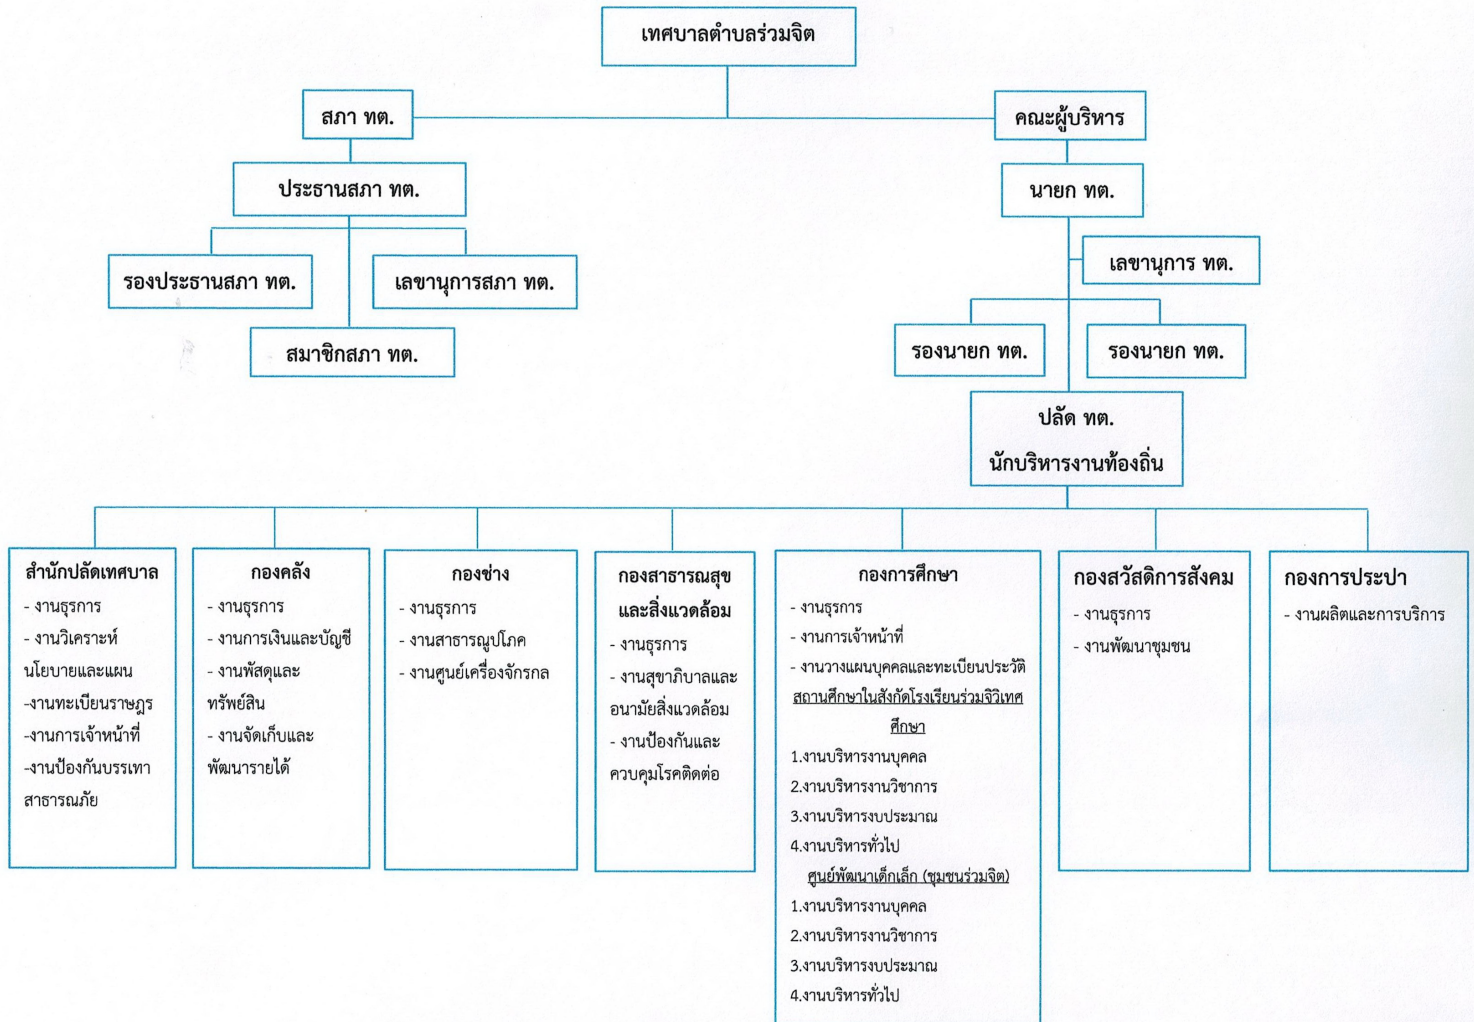 เทศบาลตำบลร่วมจิต
สภา ทต.
คณะผู้บริหาร
ประธานสภา ทต.
นายก ทต.
รองประธานสภา ทต.
เลขานุการสภา ทต.
สมาชิกสภา ทต.
เลขานุการ ทต.
รองนายก ทต.
รองนายก ทต.
ปลัด ทต.
นักบริหารงานท้องถิ่น
สำนักปลัดเทศบาล
- งานธุรการ
- งานวิเคราะห์
นโยบายและแผน
-งานทะเบียนราษฎร
-งานการเจ้าหน้าที่
-งานป้องกันบรรเทา
สาธารณภัย
กองคลัง
- งานธุรการ
- งานการเงินและบัญชี
- งานพัสดุและ
ทรัพย์สิน
- งานจัดเก็บและ
พัฒนารายได้
กองช่าง
- งานธุรการ
- งานสาธารณูปโภค
- งานศูนย์เครื่องจักรกล
กองสาธารณสุข
และสิ่งแวดล้อม
- งานธุรการ
- งานสุขาภิบาลและ
อนามัยสิ่งแวดล้อม
- งานป้องกันและ
ควบคุมโรคติดต่อ
กองการศึกษา
- งานธุรการ
- งานการเจ้าหน้าที่
- งานวางแผนบุคคลและทะเบียนประวัติ
สถานศึกษาในสังกัดโรงเรียนร่วมจิวิเทศ
ศึกษา
1.งานบริหารงานบุคคล
2.งานบริหารงานวิชาการ
3.งานบริหารงบประมาณ
4.งานบริหารทั่วไป
ศูนย์พัฒนาเด็กเล็ก (ชุมชนร่วมจิต)
1.งานบริหารงานบุคคล
2.งานบริหารงานวิชาการ
3.งานบริหารงบประมาณ
4.งานบริหารทั่วไป
กองสวัสดิการสังคม
- งานธุรการ
- งานพัฒนาชุมชน
กองการประปา
- งานผลิตและการบริการ